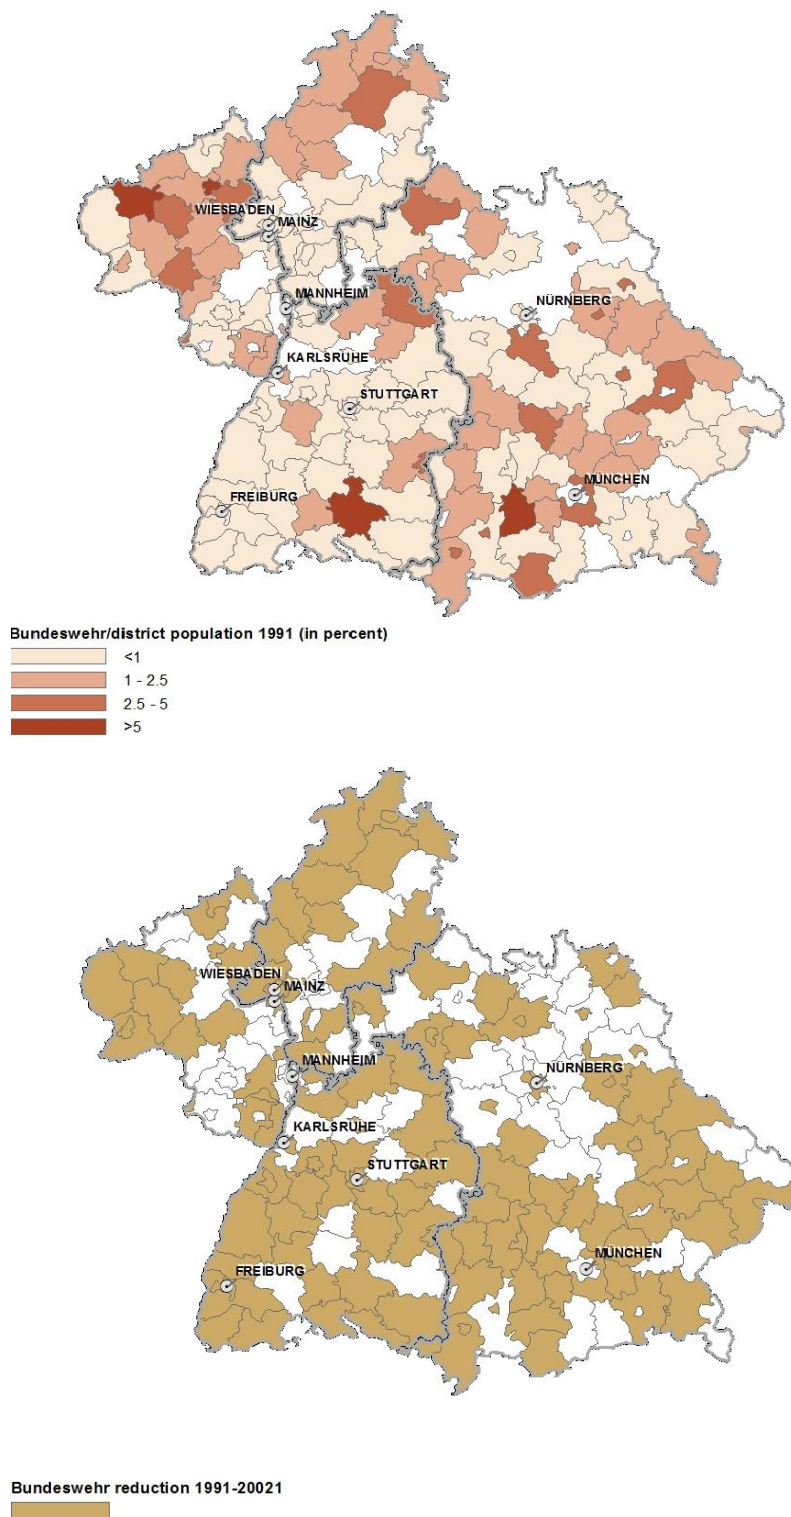 WIESBADEN
MAINZ
MANNHEIM
NÜRNBERG
KARLSRUHE
STUTTGART
MÜNCHEN
FREIBURG
Bundeswehr/district population 1991 (in percent)
<1
1 - 2.5
2.5 - 5
>5
WIESBADEN
MAINZ
MANNHEIM
NÜRNBERG
KARLSRUHE
STUTTGART
MÜNCHEN
FREIBURG
Bundeswehr reduction 1991-20021